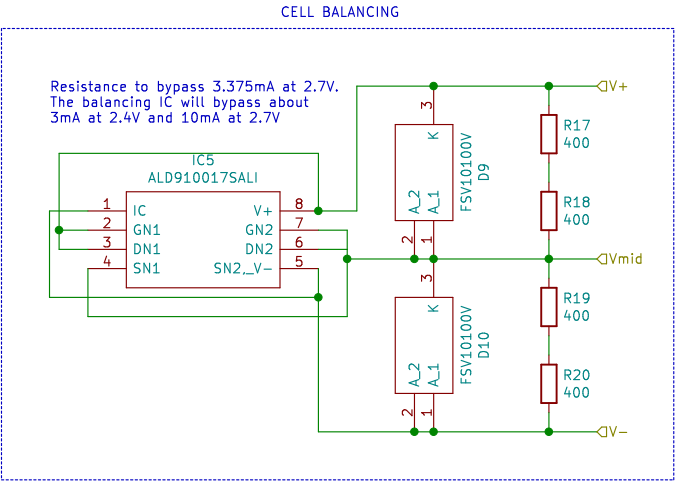 CELL BALANCING
Resistance to bypass 3.375mA at 2.7V.
The balancing IC will bypass about
3mA at 2.4V and 10mA at 2.7V
IC5
ALD910017SALI
1 IC
2 GN1
3 DN1
4 SN1
V+ 8
GN2 7
DN2 6
SN2,_V- 5
3
K
A_2
A_1
2
1
FSV10100V
D9
3
K
A_2
A_1
2
1
FSV10100V
D10
R17
400
R18
400
R19
400
R20
400
V+
Vmid
V-